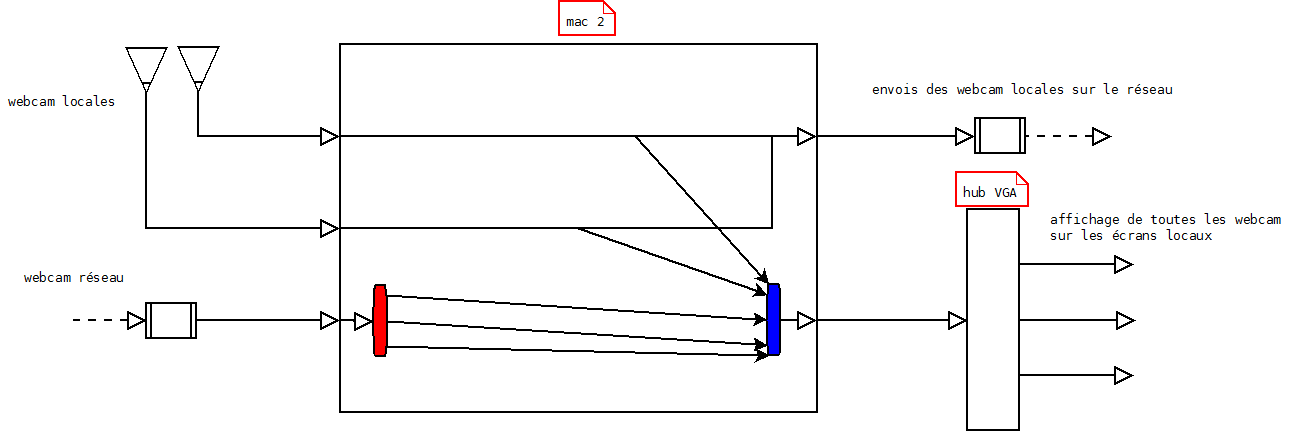 mac 2
webcam locales
envois des webcam locales sur le réseau
hub VGA
affichage de toutes les webcam
sur les écrans locaux
webcam réseau